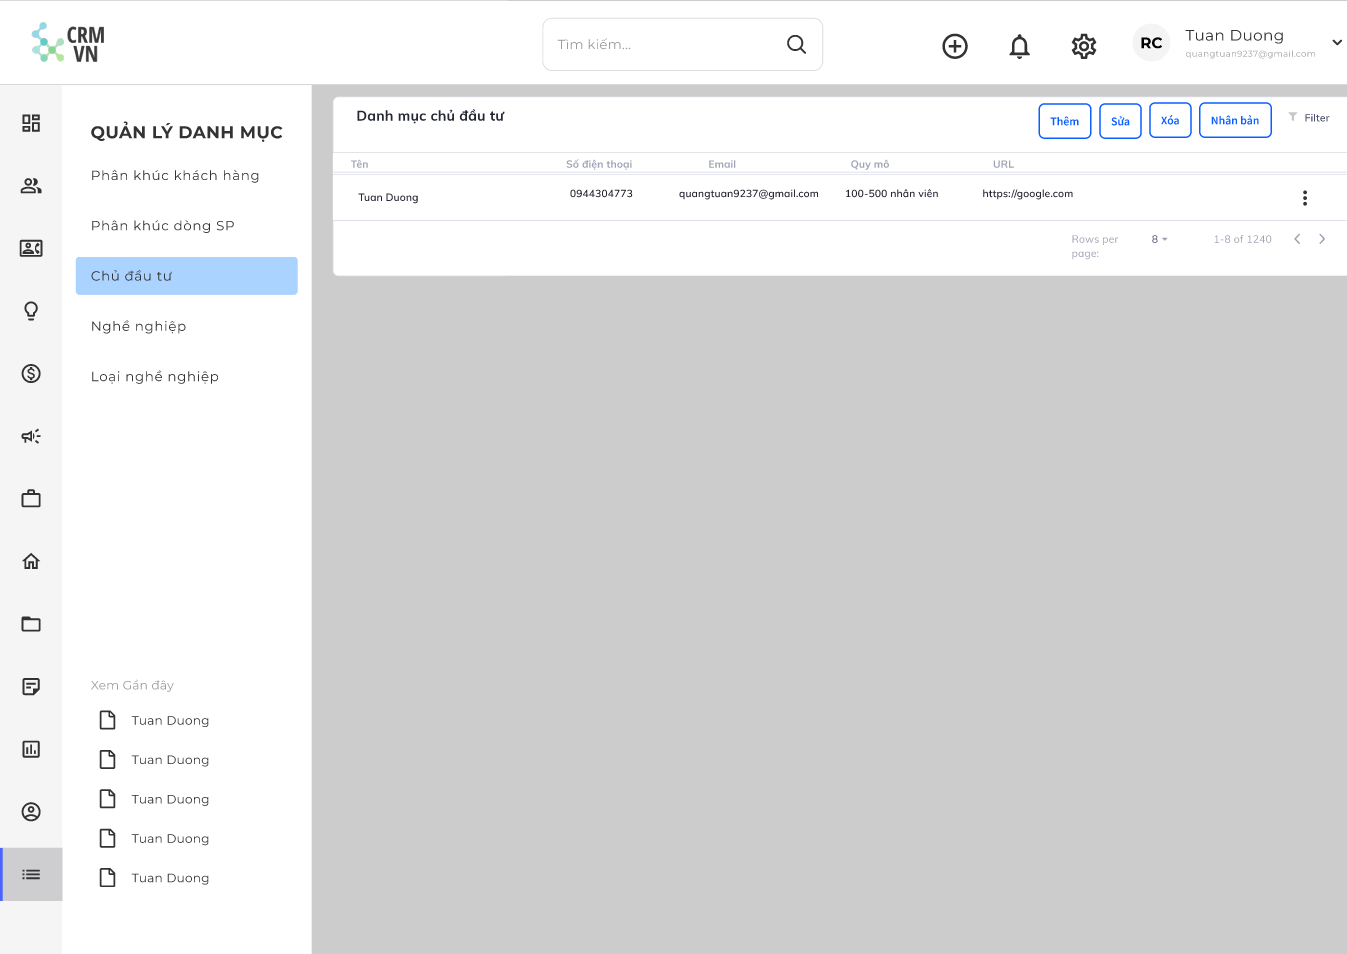 CRM
VN
Tìm kiếm...
RC
Tuan Duong
quangtuan9237@gmail.com
QUẢN LÝ DANH MỤC
Phân khúc khách hàng
Phân khúc dòng SP
Chủ đầu tư
Nghề nghiệp
Loại nghề nghiệp
Xem Gần đây
Tuan Duong
Tuan Duong
Tuan Duong
Tuan Duong
Tuan Duong
Danh mục chủ đầu tư
Thêm Sửa Xóa Nhân bản Filter
Tên Số điện thoại Email Quy mô URL
Tuan Duong 0944304773 quangtuan9237@gmail.com 100-500 nhân viên https://google.com
Rows per page: 8 1-8 of 1240